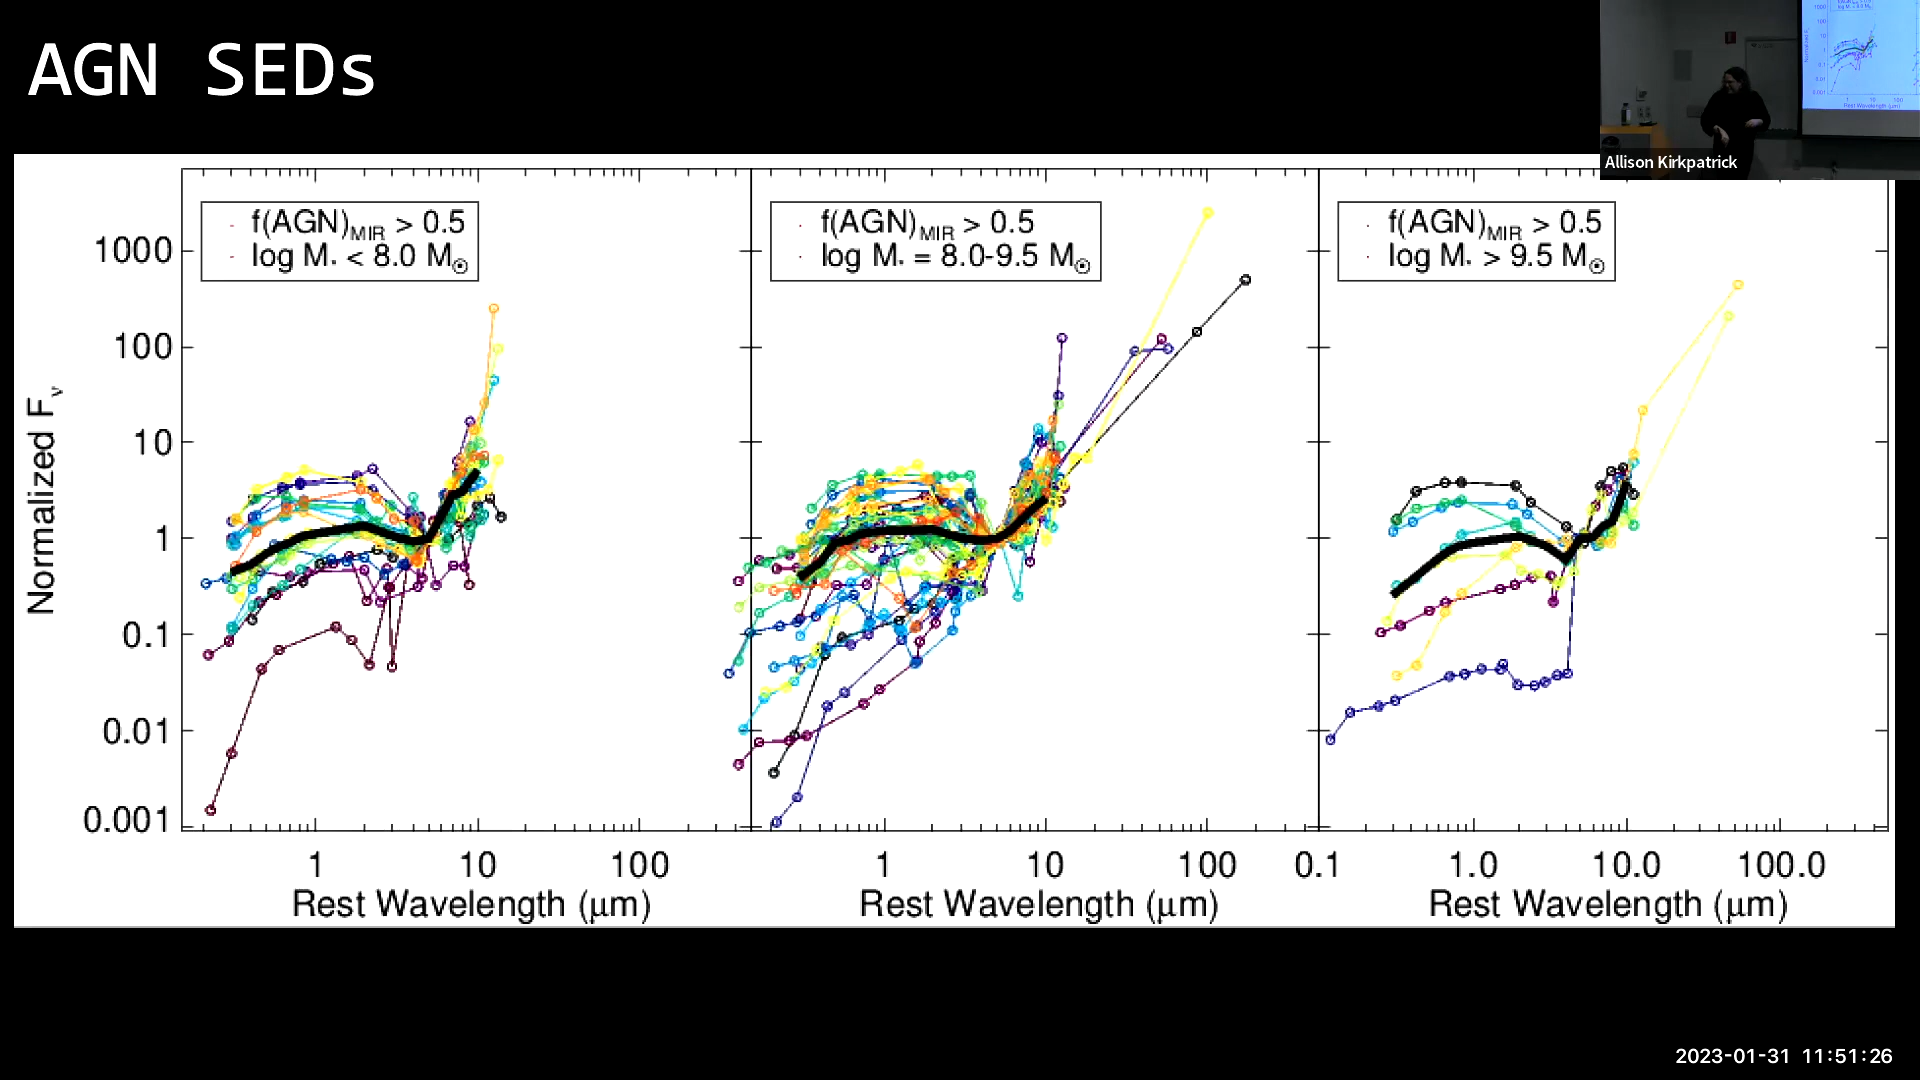 AGN SEDs
Allison Kirkpatrick
f(AGN)MIR > 0.5
log M* < 8.0 M⊙
f(AGN)MIR > 0.5
log M* = 8.0-9.5 M⊙
f(AGN)MIR > 0.5
log M* > 9.5 M⊙
Normalized Fν
1000
100
10
1
0.1
0.01
0.001
1 10 100
1 10 100
0.1 1.0 10.0 100.0
Rest Wavelength (μm)
Rest Wavelength (μm)
Rest Wavelength (μm)
2023-01-31 11:51:26